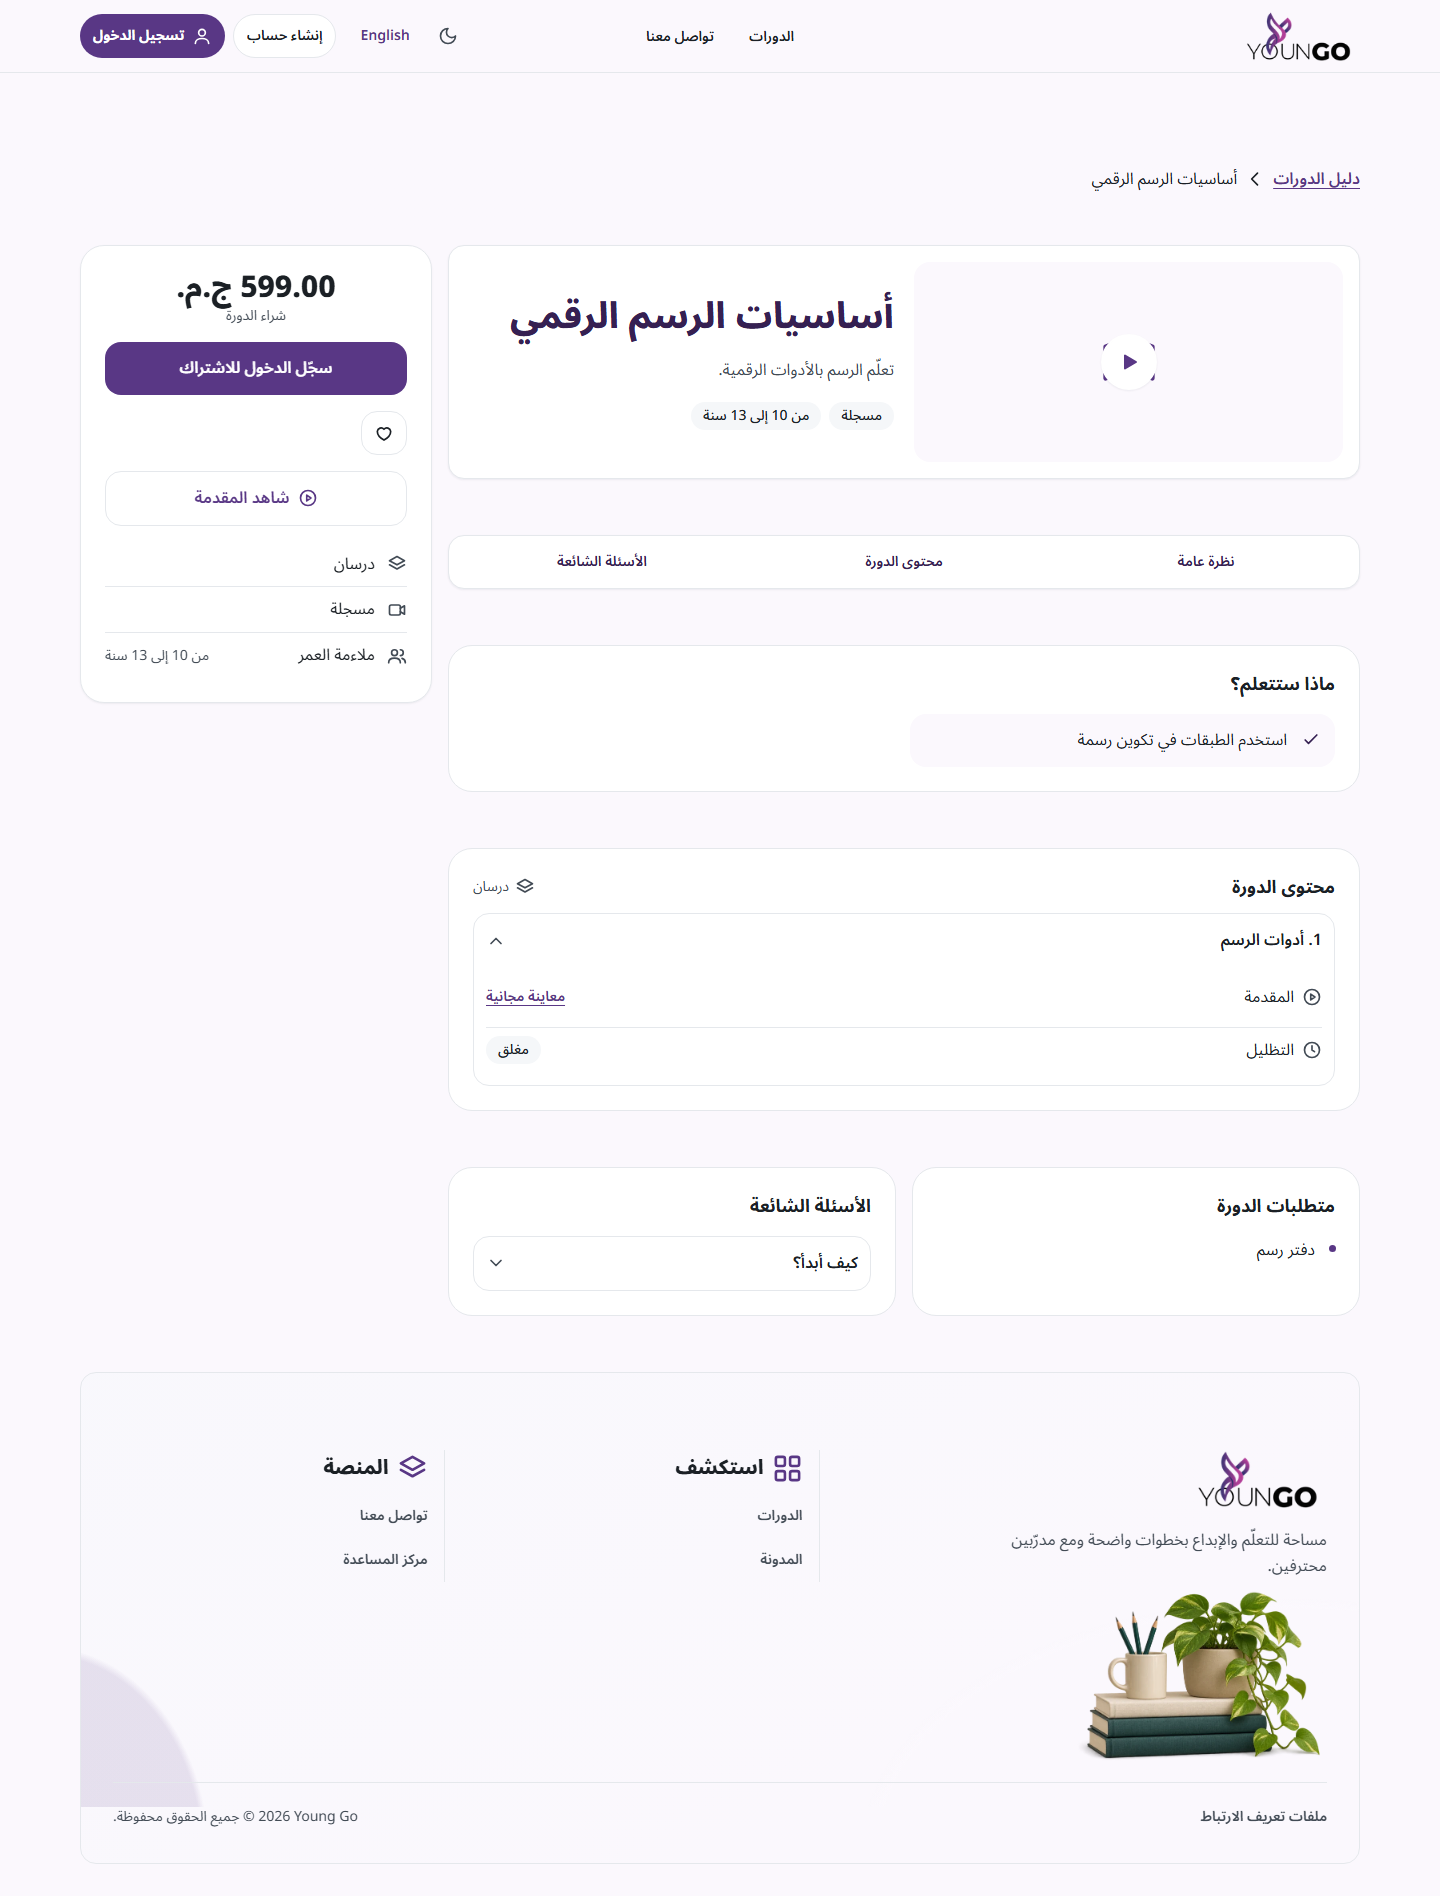 YOUNGO
الدورات
تواصل معنا
English
إنشاء حساب
تسجيل الدخول
دليل الدورات
أساسيات الرسم الرقمي
أساسيات الرسم الرقمي
تعلّم الرسم بالأدوات الرقمية.
مسجلة
من 10 إلى 13 سنة
599.00 ج.م.
شراء الدورة
سجّل الدخول للاشتراك
شاهد المقدمة
درسان
مسجلة
ملاءمة العمر
من 10 إلى 13 سنة
نظرة عامة
محتوى الدورة
الأسئلة الشائعة
ماذا ستتعلم؟
استخدم الطبقات في تكوين رسمة
محتوى الدورة
درسان
1. أدوات الرسم
المقدمة
معاينة مجانية
التظليل
مغلق
متطلبات الدورة
دفتر رسم
الأسئلة الشائعة
كيف أبدأ؟
YOUNGO
مساحة للتعلّم والإبداع بخطوات واضحة ومع مدرّبين
محترفين.
استكشف
الدورات
المدونة
المنصة
تواصل معنا
مركز المساعدة
ملفات تعريف الارتباط
© 2026 Young Go جميع الحقوق محفوظة.